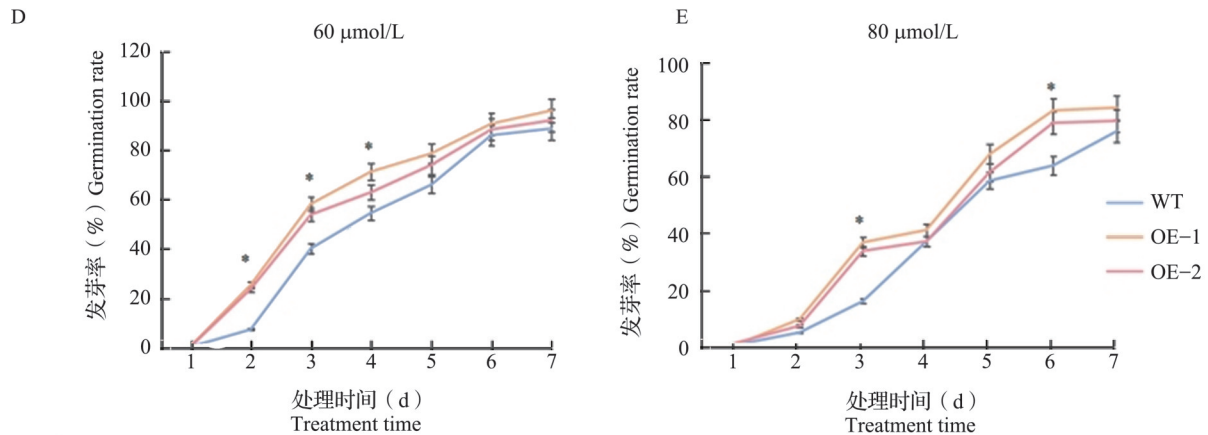 D
60 μmol/L
发芽率（%）Germination rate
120
100
80
60
40
20
0
*
*
*
1 2 3 4 5 6 7
处理时间（d）
Treatment time
E
80 μmol/L
发芽率（%）Germination rate
100
80
60
40
20
0
*
*
1 2 3 4 5 6 7
处理时间（d）
Treatment time
WT
OE-1
OE-2